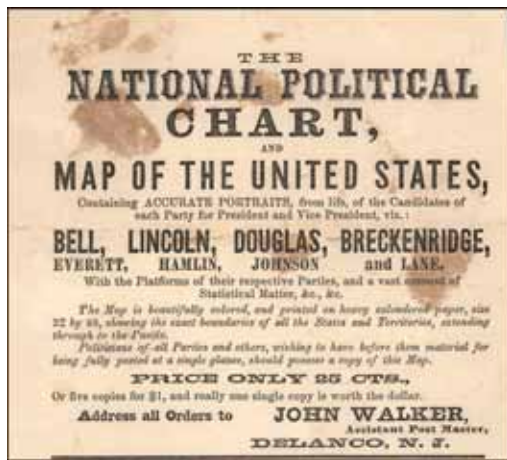 THE
NATIONAL POLITICAL
CHART,
AND
MAP OF THE UNITED STATES,
Containing ACCURATE PORTRAITS, from life, of the Candidates of
each Party for President and Vice President, viz.:
BELL, LINCOLN, DOUGLAS, BRECKENRIDGE,
EVERETT, HAMLIN, JOHNSON and LANE.
With the Platforms of their respective Parties, and a vast amount of
Statistical Matter, &c., &c.
The Map is beautifully colored, and printed on heavy calendered paper, size
32 by, showing the exact boundaries of all the States and Territories, extending
through to the Pacific.
Politicians of all Parties and others, wishing to have before them material for
being fully posted at a single glance, should possess a copy of this Map.
PRICE ONLY 25 CTS.,
Or five copies for $1, and really one single copy is worth the dollar.
Address all Orders to JOHN WALKER,
Assistant Post Master,
DELANCO, N. J.